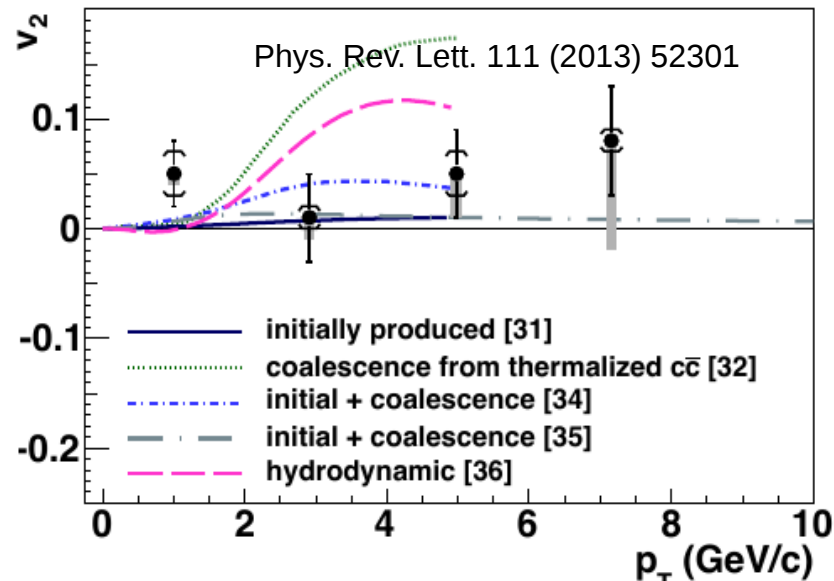 v₂
Phys. Rev. Lett. 111 (2013) 52301
0.1
0
-0.1
-0.2
initially produced [31]
coalescence from thermalized cc̄ [32]
initial + coalescence [34]
initial + coalescence [35]
hydrodynamic [36]
0 2 4 6 8 10
p_T (GeV/c)